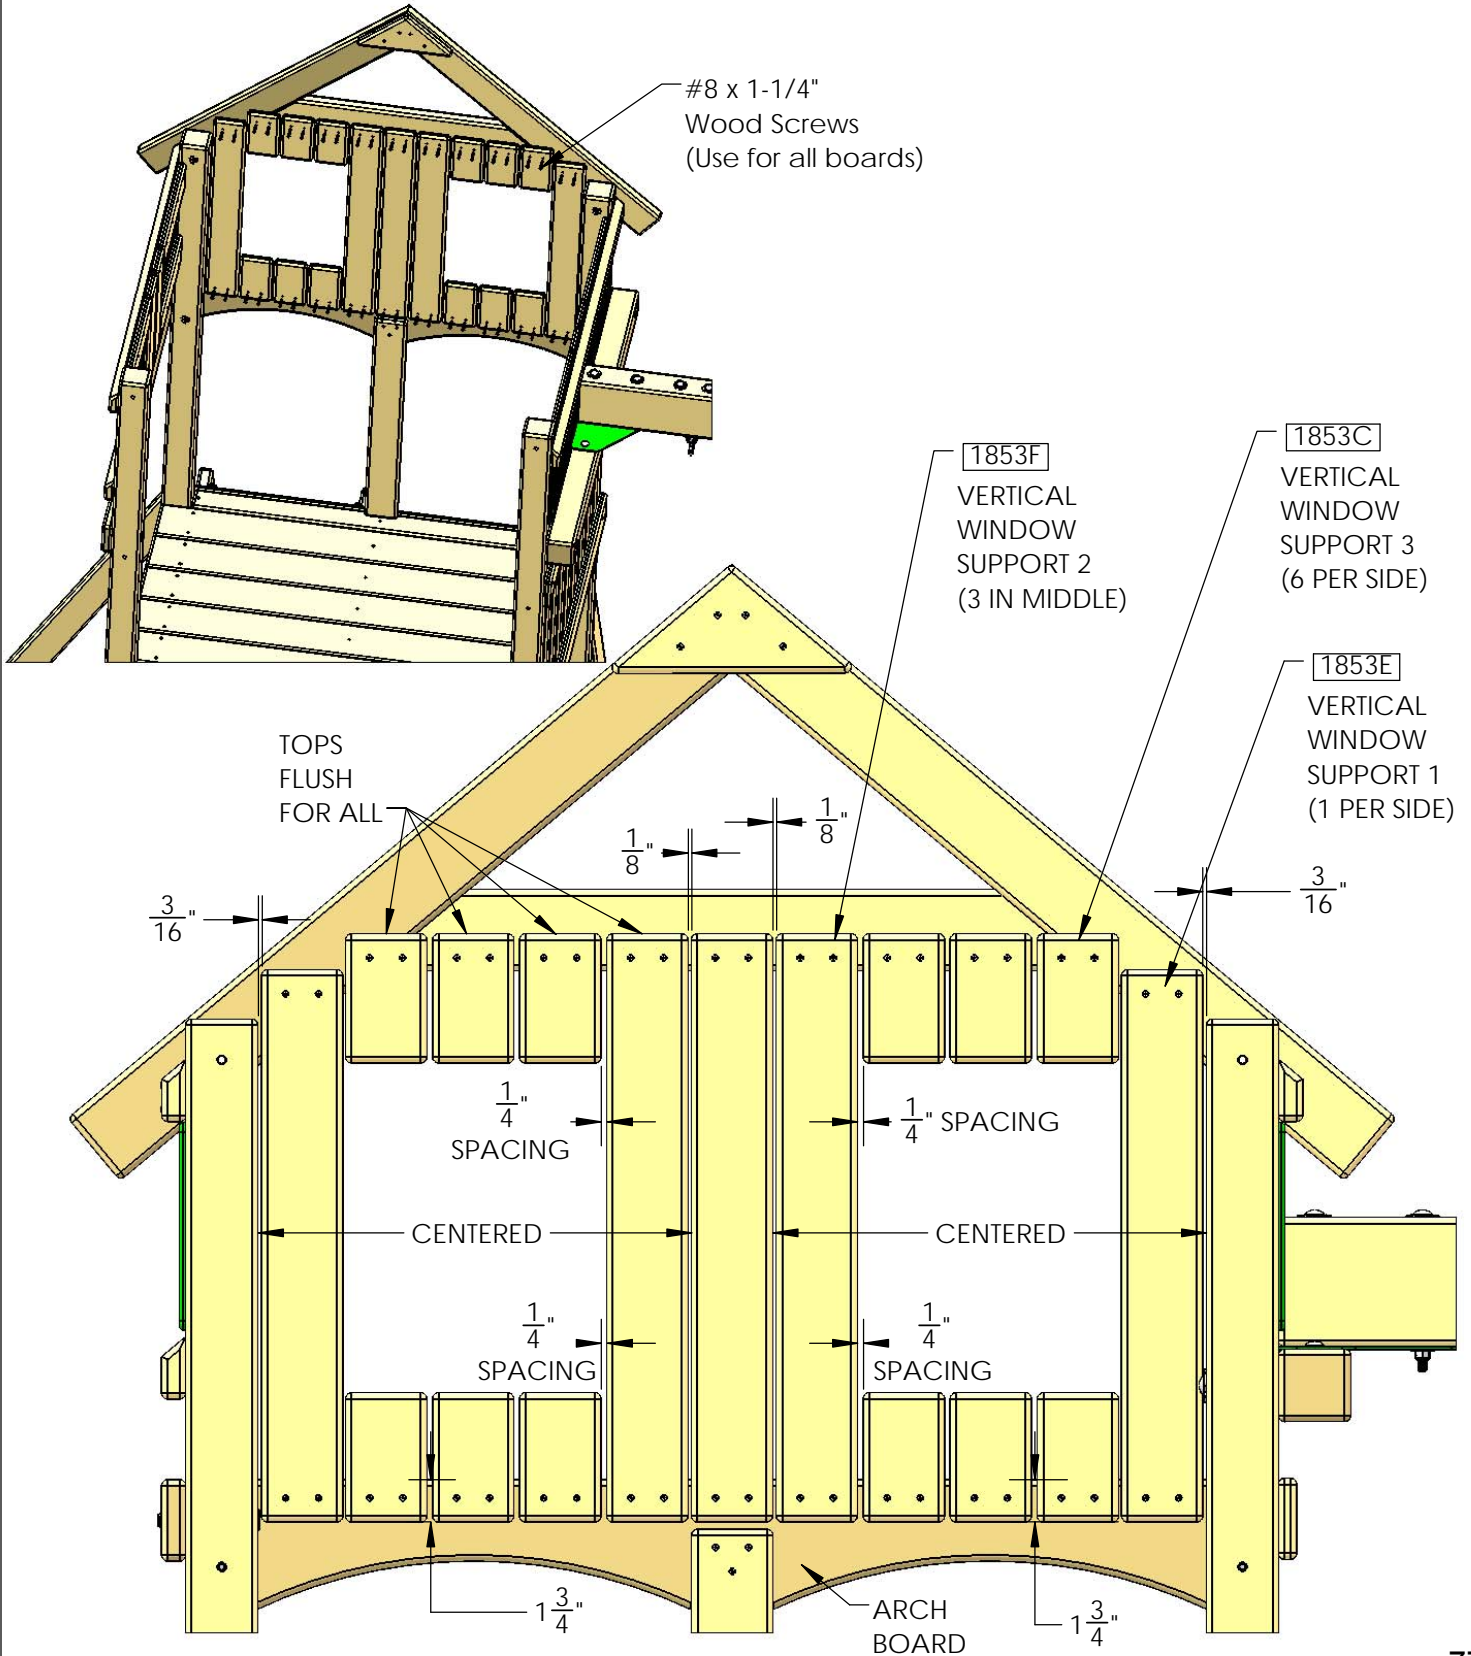 #8 x 1-1/4"
Wood Screws
(Use for all boards)
1853F
VERTICAL
WINDOW
SUPPORT 2
(3 IN MIDDLE)
1853C
VERTICAL
WINDOW
SUPPORT 3
(6 PER SIDE)
1853E
VERTICAL
WINDOW
SUPPORT 1
(1 PER SIDE)
TOPS
FLUSH
FOR ALL
1/8"
1/8"
3/16"
3/16"
1/4"
SPACING
1/4" SPACING
CENTERED
CENTERED
1/4"
SPACING
1/4"
SPACING
1 3/4"
ARCH
BOARD
1 3/4"